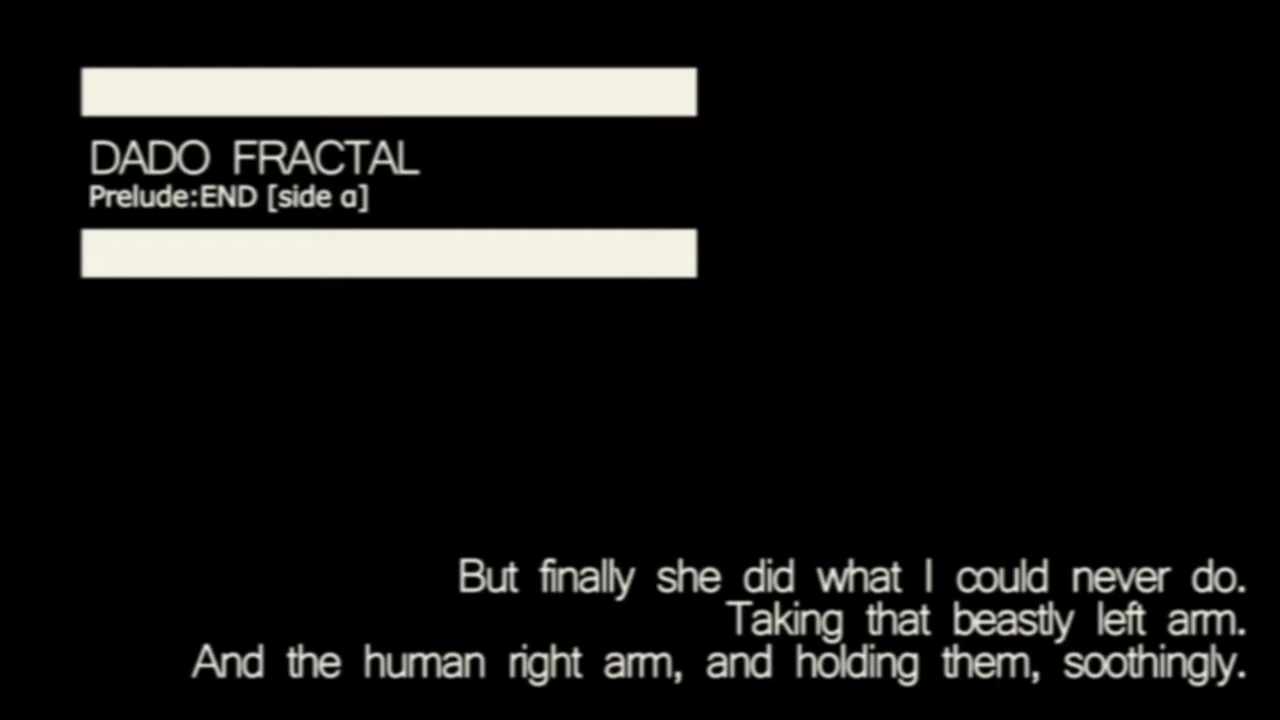 DADO FRACTAL
Prelude:END [side a]
But finally she did what I could never do.
Taking that beastly left arm.
And the human right arm, and holding them, soothingly.